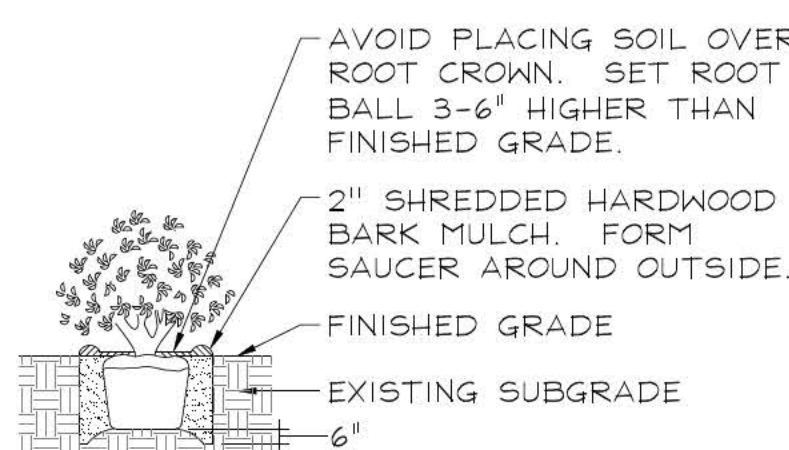 AVOID PLACING SOIL OVER
ROOT CROWN. SET ROOT
BALL 3-6" HIGHER THAN
FINISHED GRADE.
2" SHREDDED HARDWOOD
BARK MULCH. FORM
SAUCER AROUND OUTSIDE.
FINISHED GRADE
EXISTING SUBGRADE
6"